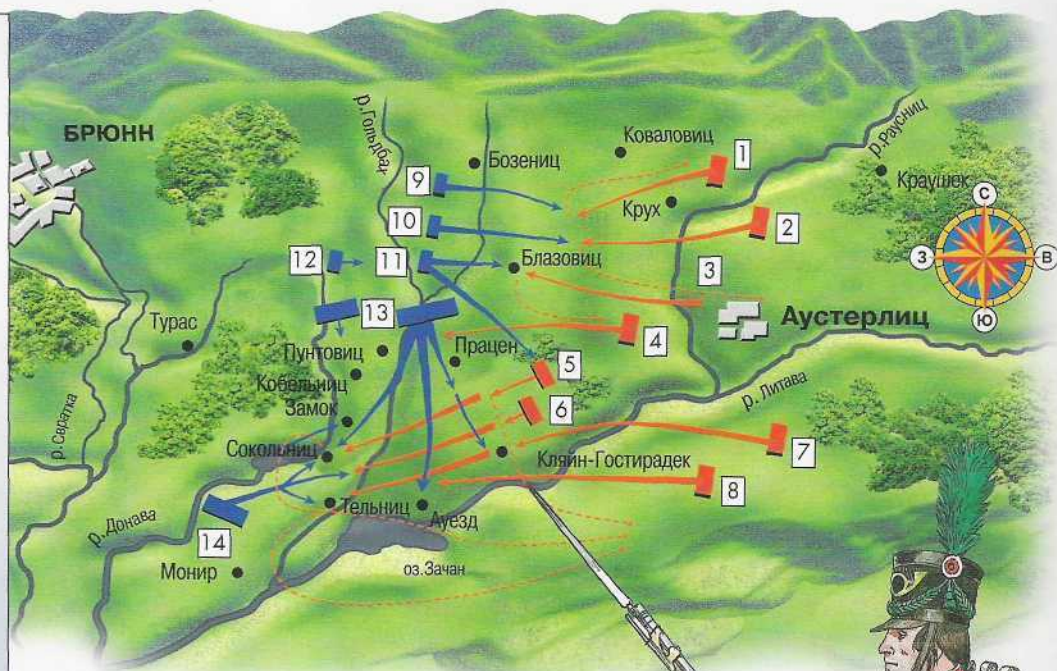 БРЮНН
р.Гольдбах
Бозениц
Коваловиц
1
р.Раусниц
Краушек
9
Крух
2
С
З
В
Ю
10
12
11
Блазовиц
3
Аустерлиц
13
4
Турас
Пунтовиц
Працен
5
Кобельниц
Замок
6
р. Литава
р.Свратка
Сокольниц
Кляйн-Гостирадек
7
8
Тельниц
Ауезд
р.Донава
14
Монир
оз.Зачан